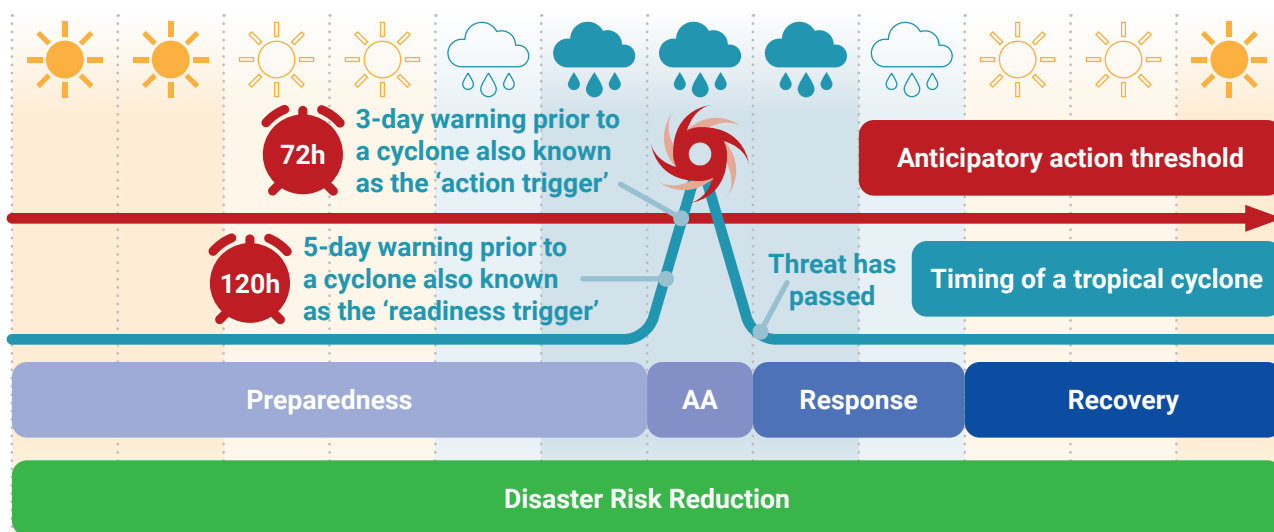 72h
3-day warning prior to
a cyclone also known
as the ‘action trigger’
Anticipatory action threshold
120h
5-day warning prior to
a cyclone also known
as the ‘readiness trigger’
Threat has
passed
Timing of a tropical cyclone
Preparedness
AA
Response
Recovery
Disaster Risk Reduction